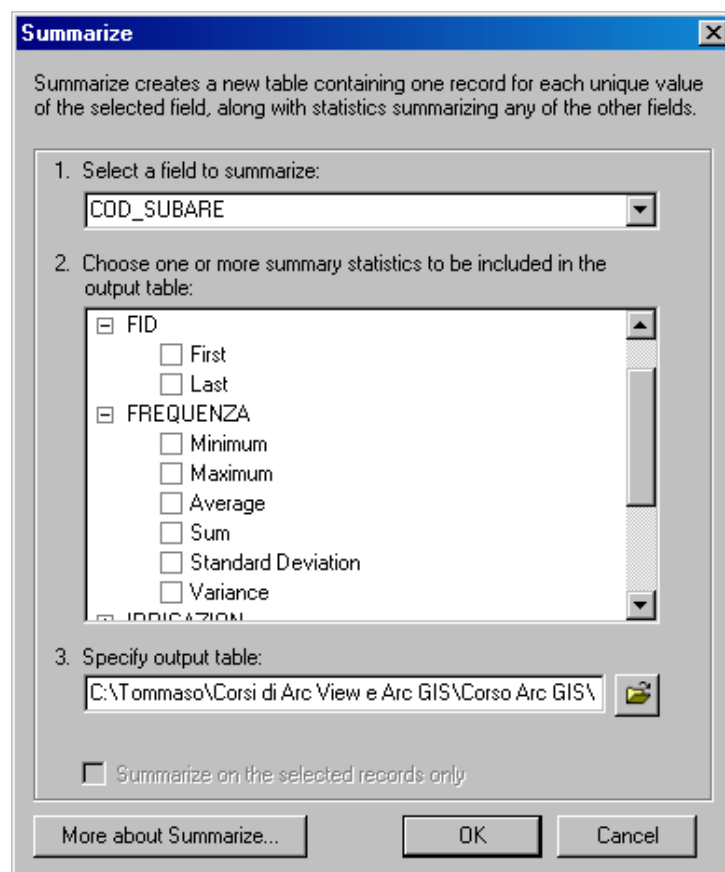 Summarize
Summarize creates a new table containing one record for each unique value
of the selected field, along with statistics summarizing any of the other fields.
1. Select a field to summarize:
COD_SUBARE
2. Choose one or more summary statistics to be included in the
output table:
FID
First
Last
FREQUENZA
Minimum
Maximum
Average
Sum
Standard Deviation
Variance
IRRIGAZION
3. Specify output table:
C:\Tommaso\Corsi di Arc View e Arc GIS\Corso Arc GIS\
Summarize on the selected records only
More about Summarize...
OK
Cancel